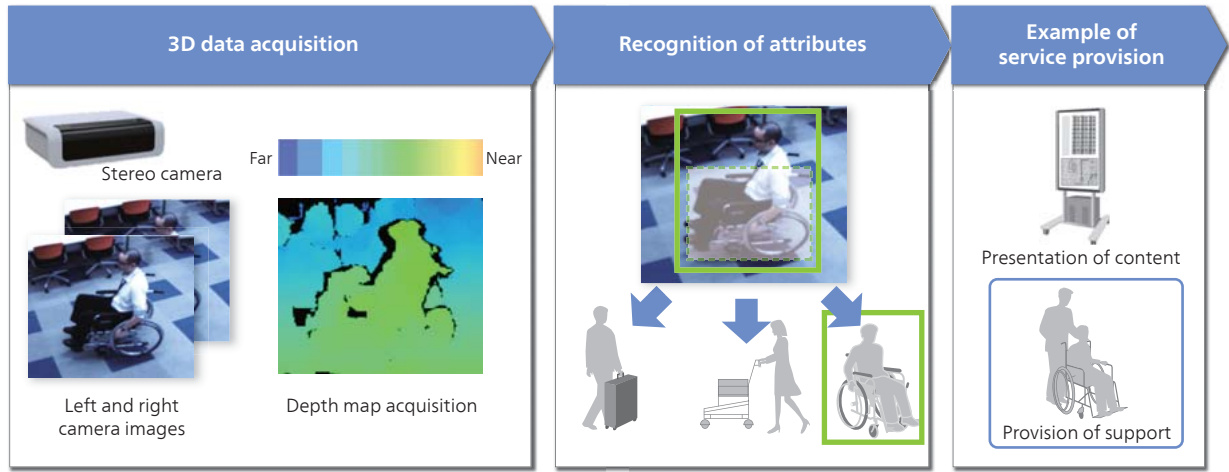 3D data acquisition
Recognition of attributes
Example of
service provision
Stereo camera
Far
Near
Left and right
camera images
Depth map acquisition
Presentation of content
Provision of support